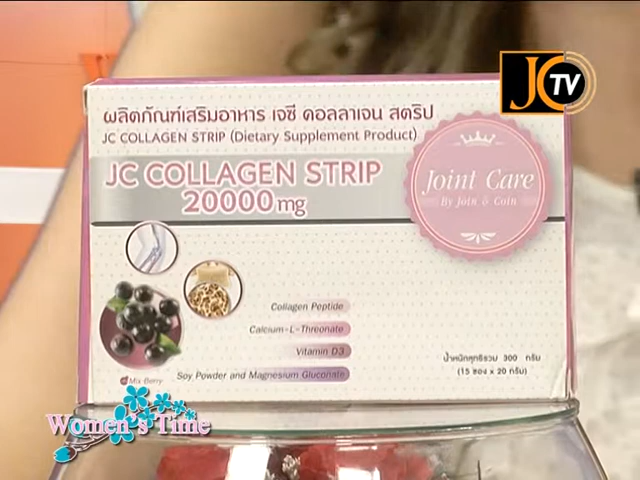 JC TV
ผลิตภัณฑ์เสริมอาหาร เจซี คอลลาเจน สตริป
JC COLLAGEN STRIP (Dietary Supplement Product)
JC COLLAGEN STRIP
20000 mg
Joint Care
By Join & Coin
Collagen Peptide
Calcium-L-Threonate
Vitamin D3
Soy Powder and Magnesium Gluconate
Mix-Berry
น้ำหนักสุทธิรวม 300 กรัม
(15 ซอง x 20 กรัม)
Women's Time